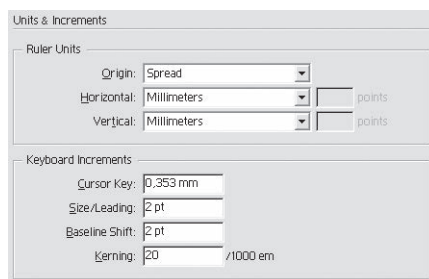 Units & Increments
Ruler Units
Origin: Spread
Horizontal: Millimeters points
Vertical: Millimeters points
Keyboard Increments
Cursor Key: 0,353 mm
Size/Leading: 2 pt
Baseline Shift: 2 pt
Kerning: 20 /1000 em